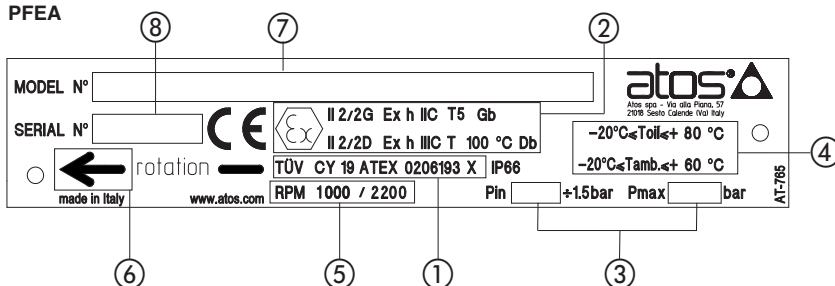 PFEA
⑧ ⑦ ②
MODEL Nº
atos
Atos spa - Via alla Piana, 57
21018 Sesto Calende (Va) Italy
SERIAL Nº CE Ex II 2/2G Ex h IIC T5 Gb
II 2/2D Ex h IIIC T 100 °C Db
-20°C≤Toil≤+ 80 °C
-20°C≤Tamb.≤+ 60 °C
④
rotation
TÜV CY 19 ATEX 0206193 X IP66
made in Italy www.atos.com RPM 1000 / 2200 Pin ÷1.5bar Pmax bar
AT-765
⑥ ⑤ ① ③